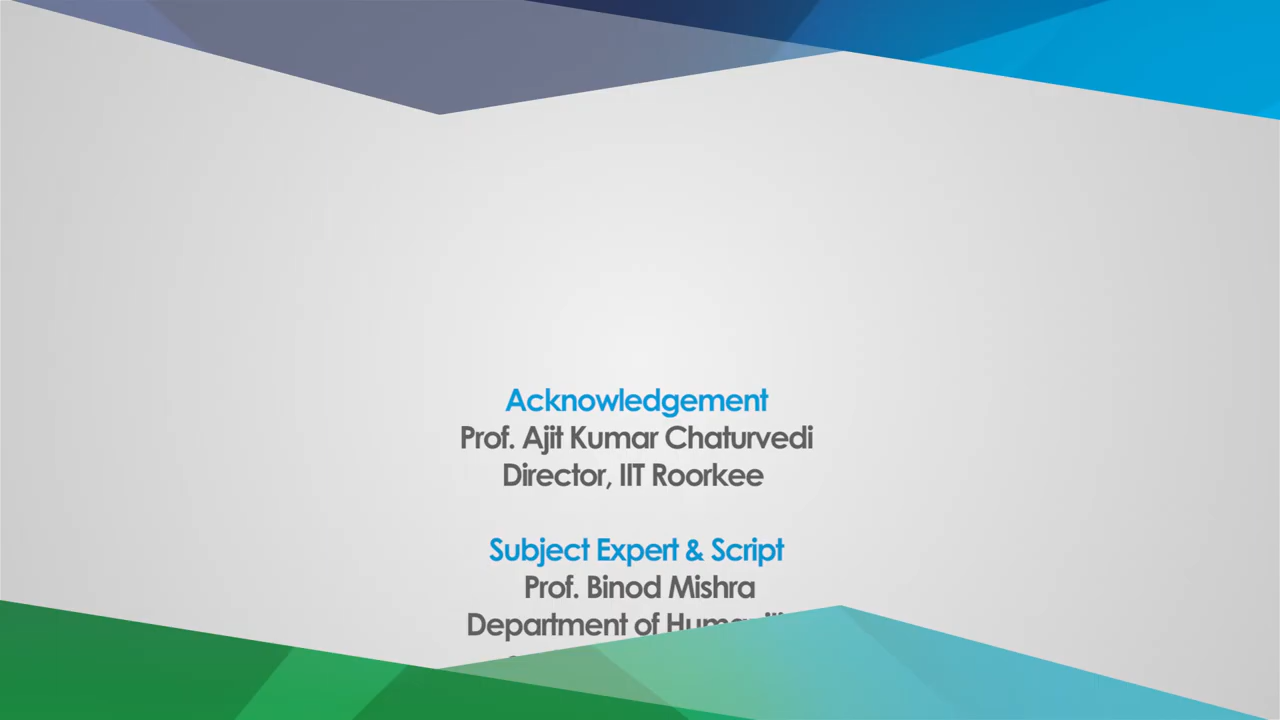 Acknowledgement
Prof. Ajit Kumar Chaturvedi
Director, IIT Roorkee
Subject Expert & Script
Prof. Binod Mishra
Department of